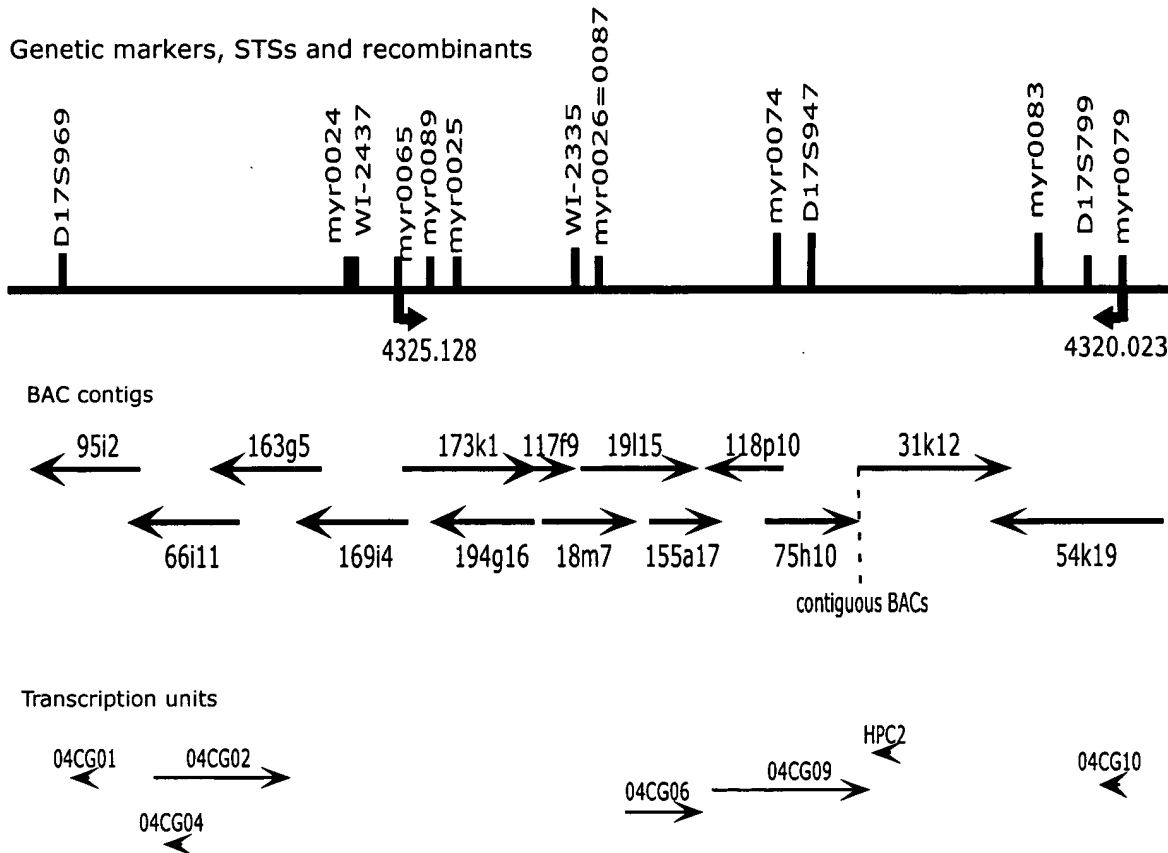 Genetic markers, STSs and recombinants
D17S969
myr0024
WI-2437
myr0065
myr0089
myr0025
WI-2335
myr0026=0087
myr0074
D17S947
myr0083
D17S799
myr0079
4325.128
4320.023
BAC contigs
95i2
163g5
173k1
117f9
19l15
118p10
31k12
66i11
169i4
194g16
18m7
155a17
75h10
54k19
contiguous BACs
Transcription units
04CG01
04CG02
04CG04
04CG06
04CG09
HPC2
04CG10